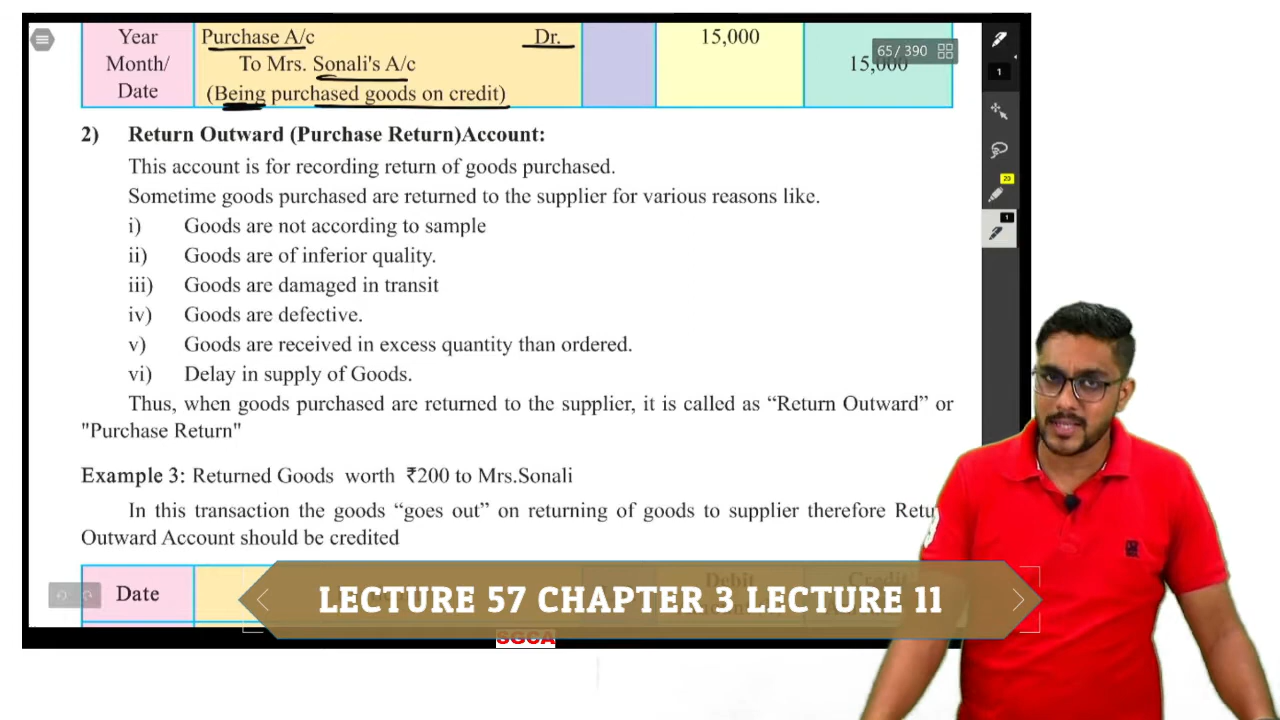 Year Purchase A/c Dr. 15,000
65 / 390
Month/ To Mrs. Sonali's A/c 15,000
1
Date (Being purchased goods on credit)
2) Return Outward (Purchase Return)Account:
This account is for recording return of goods purchased.
20
Sometime goods purchased are returned to the supplier for various reasons like.
1
i) Goods are not according to sample
ii) Goods are of inferior quality.
iii) Goods are damaged in transit
iv) Goods are defective.
v) Goods are received in excess quantity than ordered.
vi) Delay in supply of Goods.
Thus, when goods purchased are returned to the supplier, it is called as “Return Outward” or
"Purchase Return"
Example 3: Returned Goods worth ₹200 to Mrs.Sonali
In this transaction the goods “goes out” on returning of goods to supplier therefore Retu
Outward Account should be credited
Date Debit Credit
LECTURE 57 CHAPTER 3 LECTURE 11
SGCA